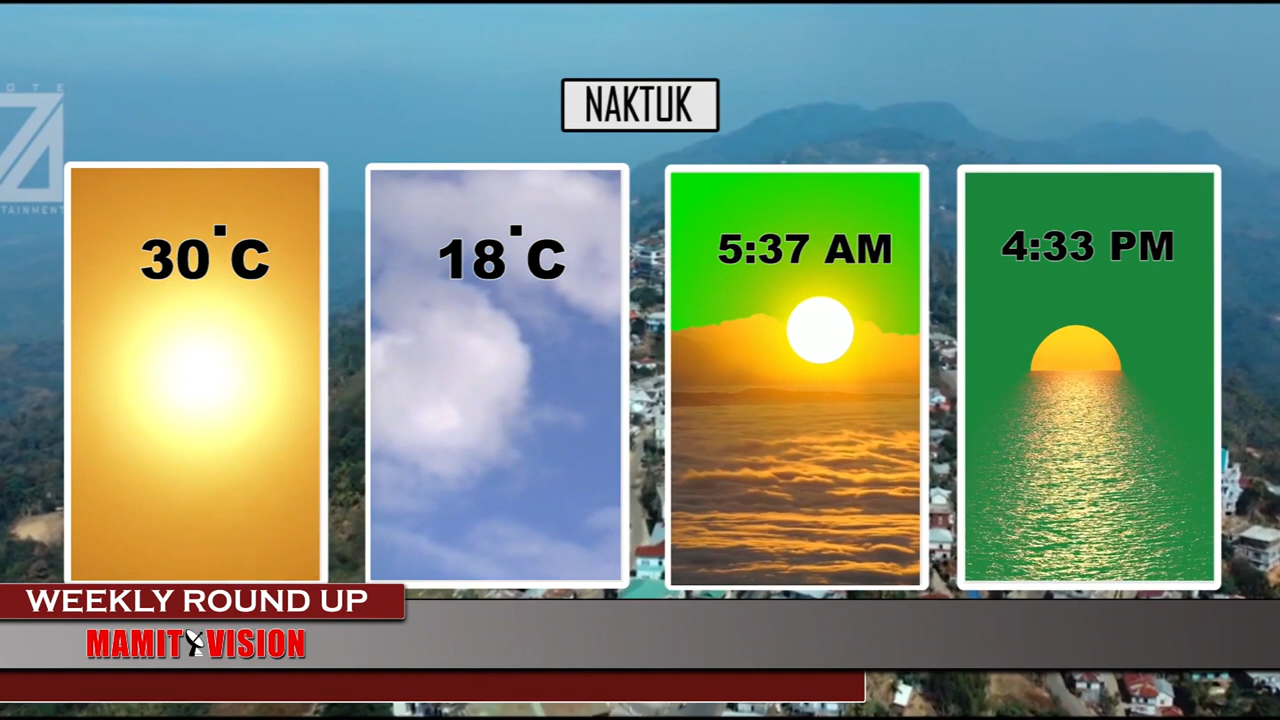 NAKTUK
30°C
18°C
5:37 AM
4:33 PM
WEEKLY ROUND UP
MAMIT VISION